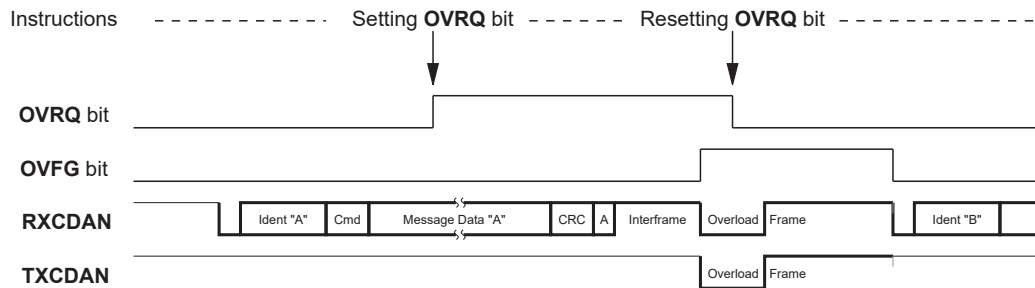 Instructions Setting OVRQ bit Resetting OVRQ bit
OVRQ bit
OVFG bit
RXCDAN Ident "A" Cmd Message Data "A" CRC A Interframe Overload Frame Ident "B"
TXCDAN Overload Frame